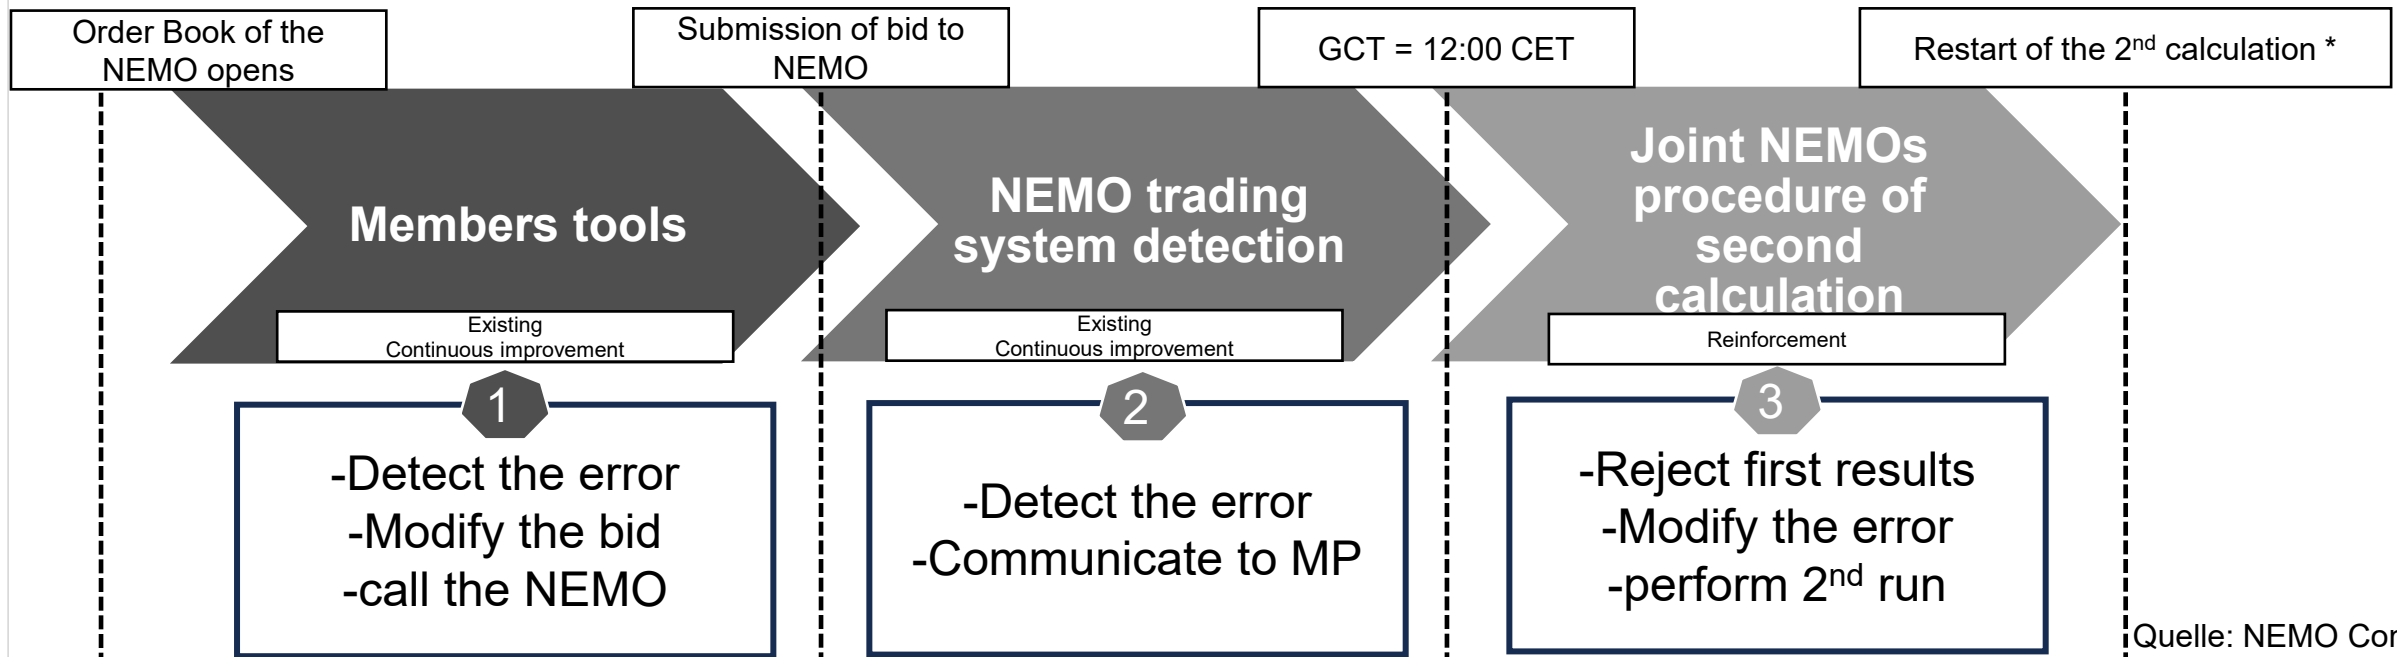 Order Book of the
NEMO opens
Submission of bid to
NEMO
GCT = 12:00 CET
Restart of the 2nd calculation *
Members tools
NEMO trading
system detection
Joint NEMOs
procedure of
second
calculation
Existing
Continuous improvement
Existing
Continuous improvement
Reinforcement
1
-Detect the error
-Modify the bid
-call the NEMO
2
-Detect the error
-Communicate to MP
3
-Reject first results
-Modify the error
-perform 2nd run
Quelle: NEMO